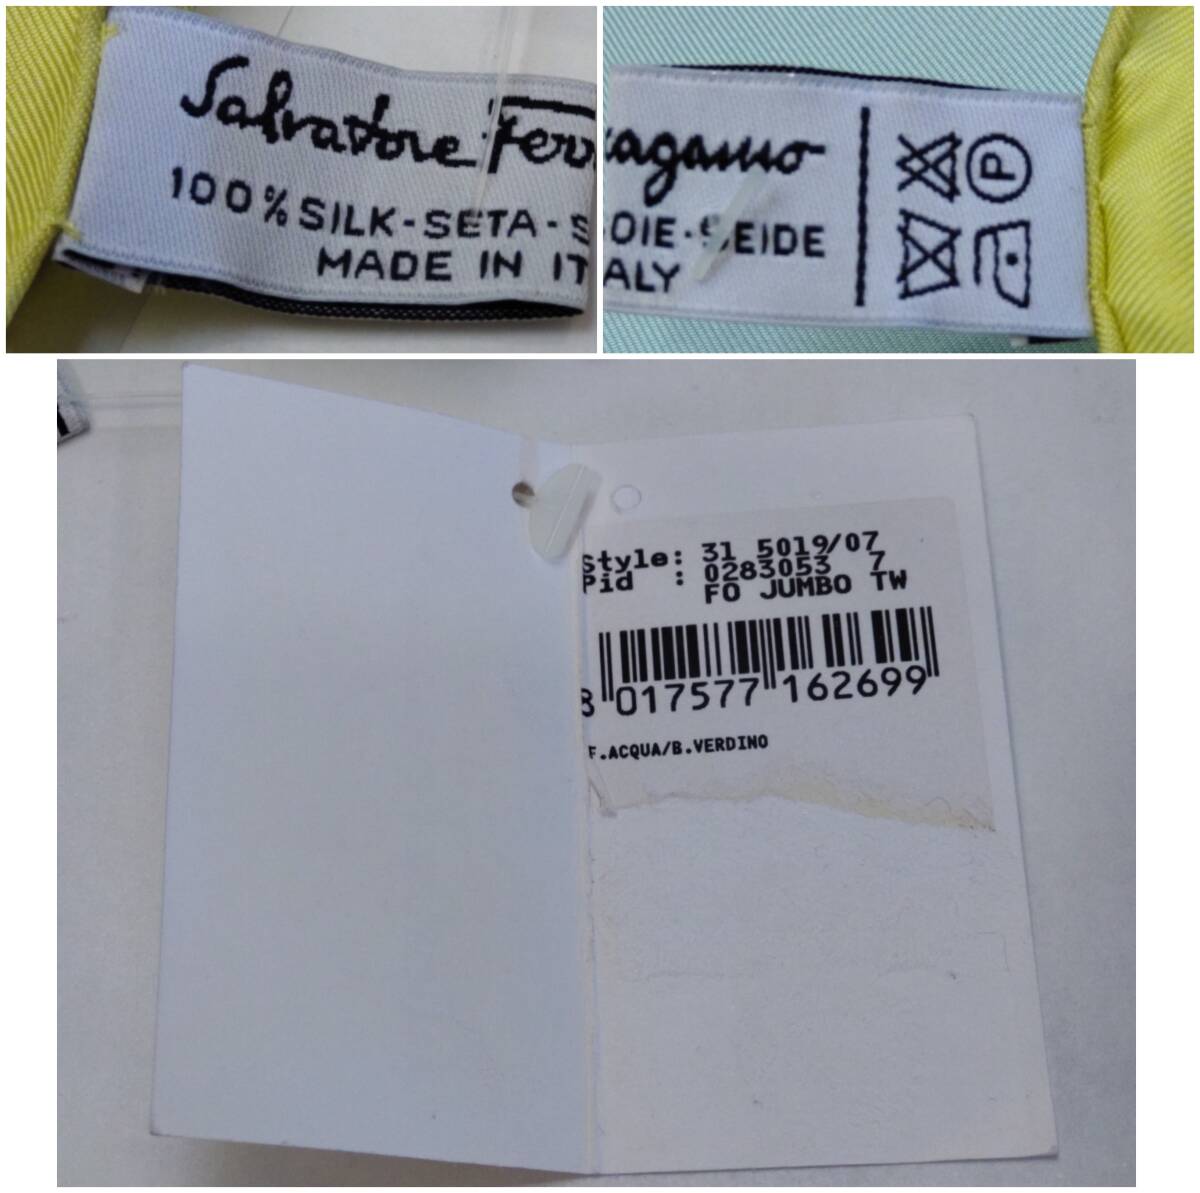 Salvatore Ferr
100% SILK-SETA-S
MADE IN IT
ragamo
OIE-SEIDE
ALY
P
Style: 31 5019/07
Pid : 0283053 7
FO JUMBO TW
8 017577 162699
F.ACQUA/B.VERDINO